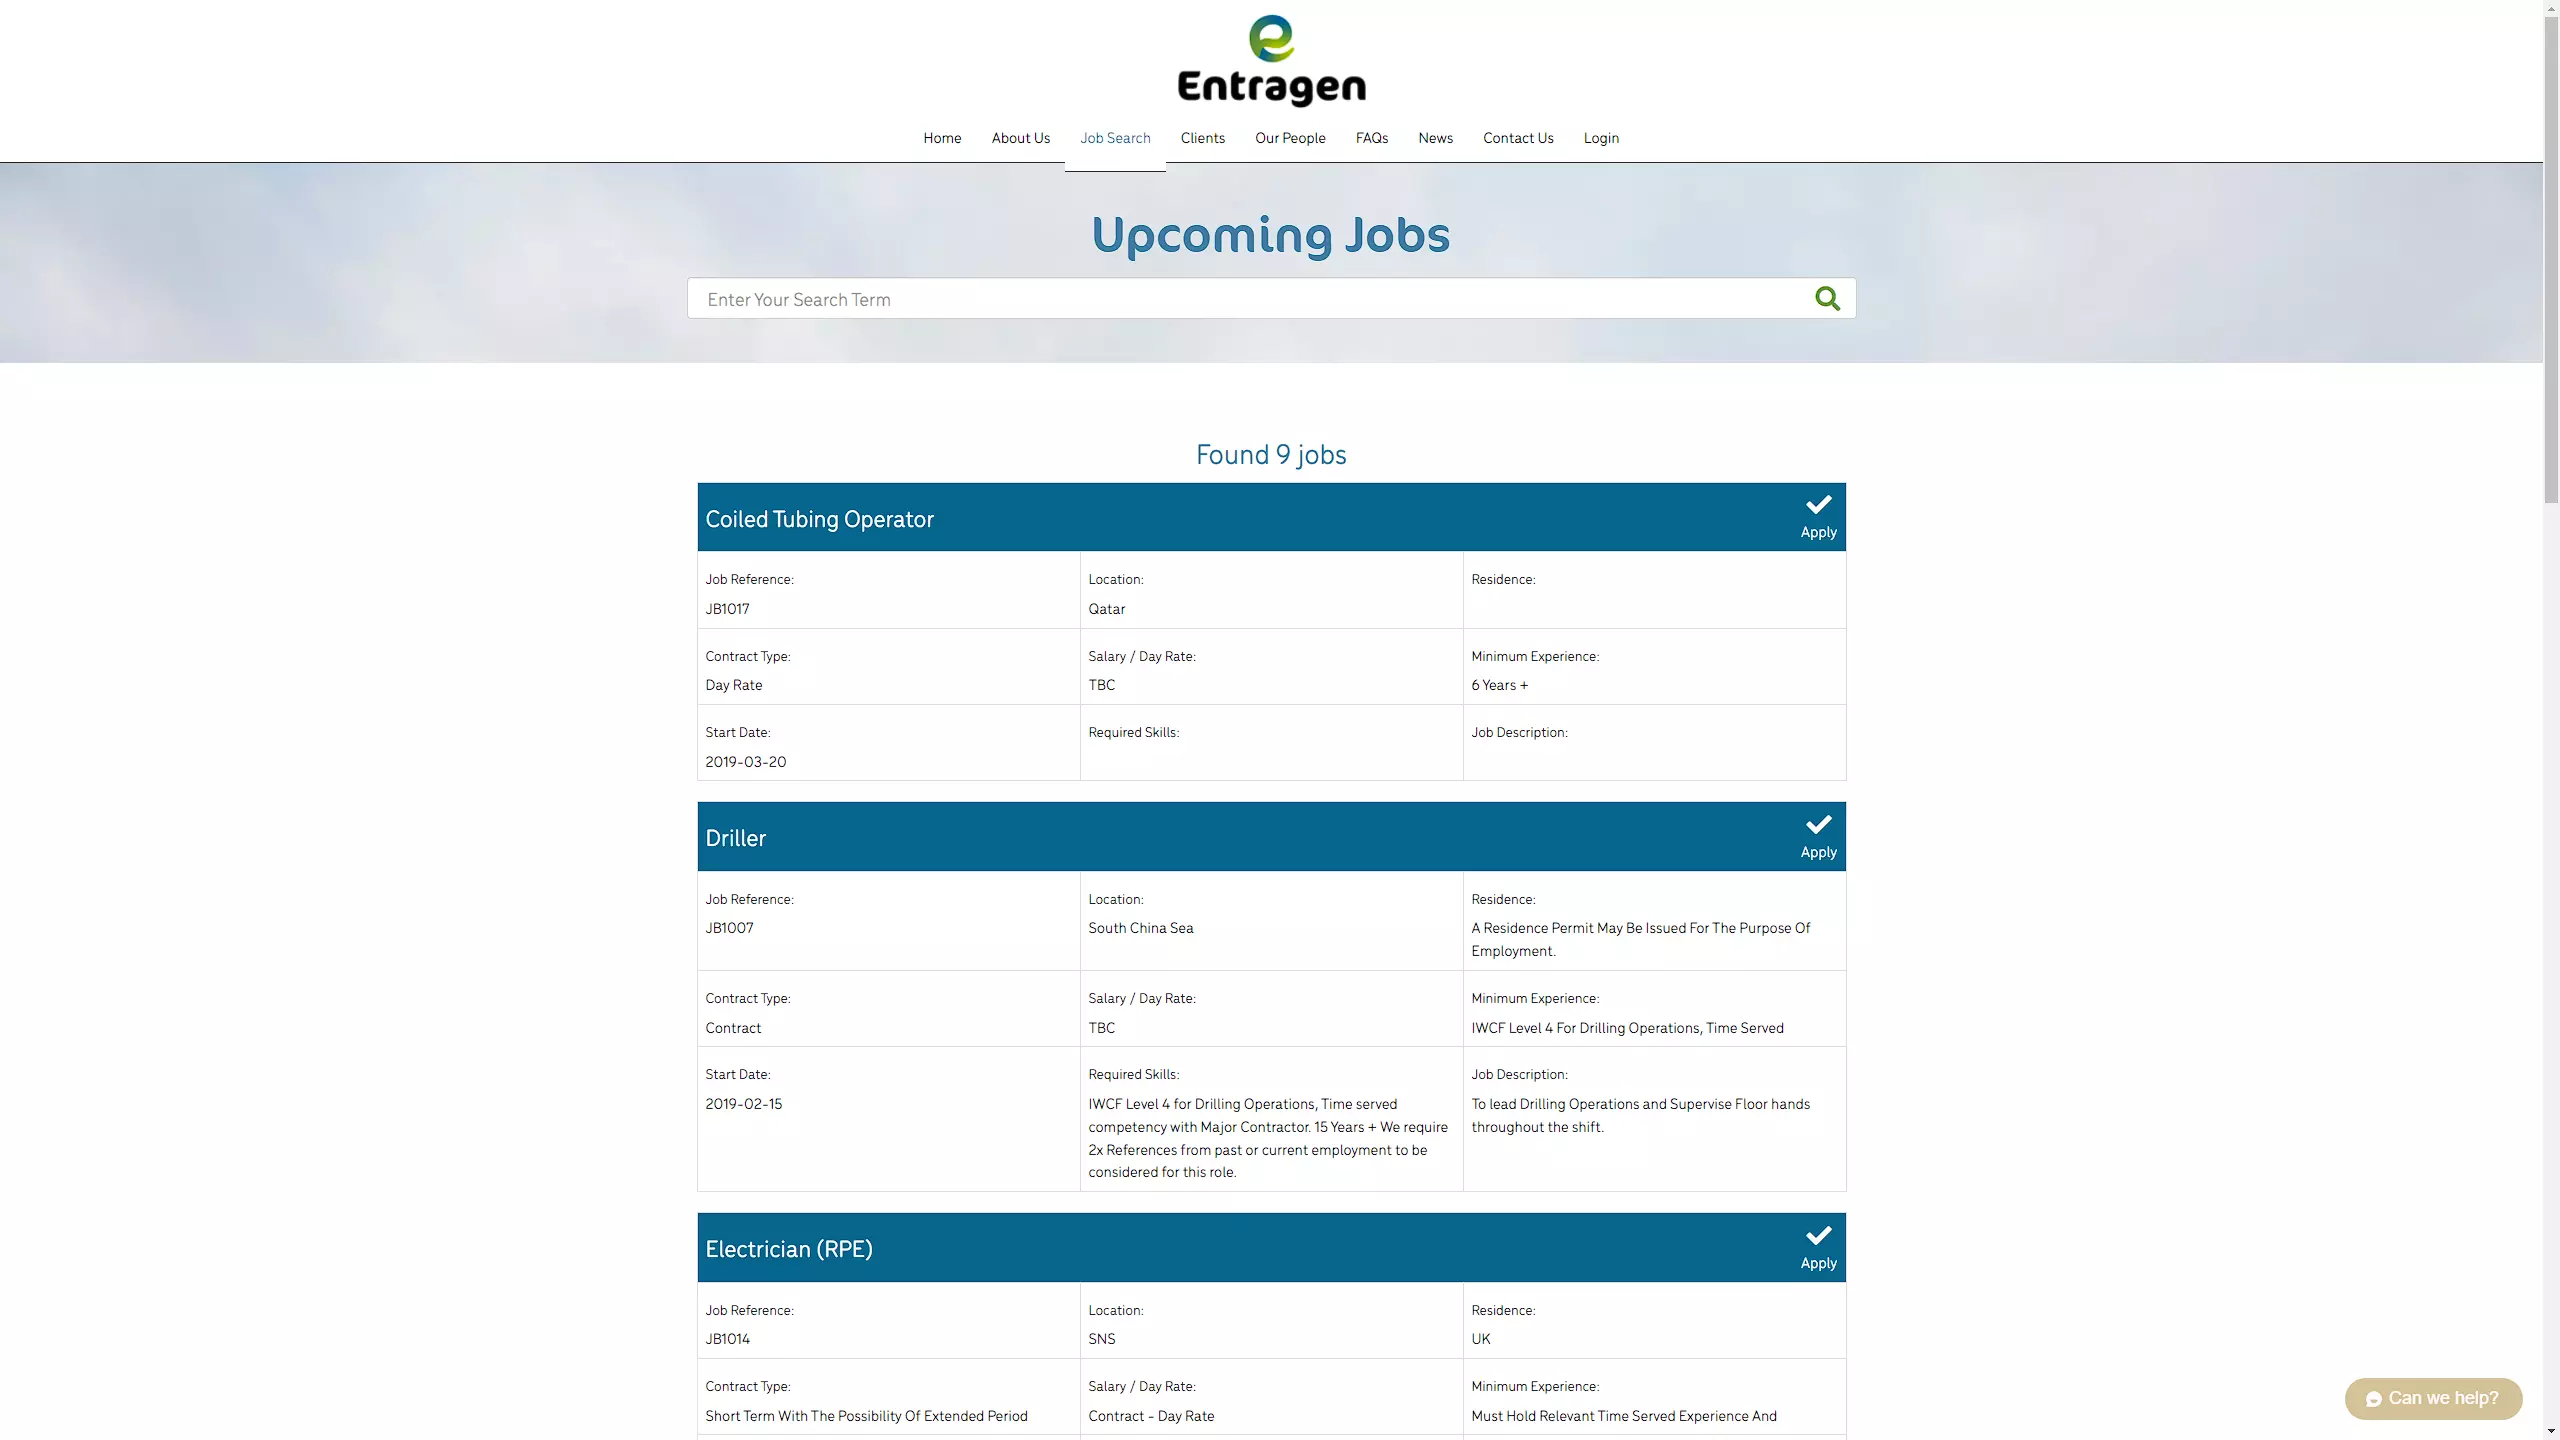 Entragen
Home About Us Job Search Clients Our People FAQs News Contact Us Login
Upcoming Jobs
Enter Your Search Term
Found 9 jobs
Coiled Tubing Operator
Apply
Job Reference:
JB1017
Location:
Qatar
Residence:
Contract Type:
Day Rate
Salary / Day Rate:
TBC
Minimum Experience:
6 Years +
Start Date:
2019-03-20
Required Skills:
Job Description:
Driller
Apply
Job Reference:
JB1007
Location:
South China Sea
Residence:
A Residence Permit May Be Issued For The Purpose Of
Employment.
Contract Type:
Contract
Salary / Day Rate:
TBC
Minimum Experience:
IWCF Level 4 For Drilling Operations, Time Served
Start Date:
2019-02-15
Required Skills:
IWCF Level 4 for Drilling Operations, Time served
competency with Major Contractor. 15 Years + We require
2x References from past or current employment to be
considered for this role.
Job Description:
To lead Drilling Operations and Supervise Floor hands
throughout the shift.
Electrician (RPE)
Apply
Job Reference:
JB1014
Location:
SNS
Residence:
UK
Contract Type:
Short Term With The Possibility Of Extended Period
Salary / Day Rate:
Contract - Day Rate
Minimum Experience:
Must Hold Relevant Time Served Experience And
Can we help?